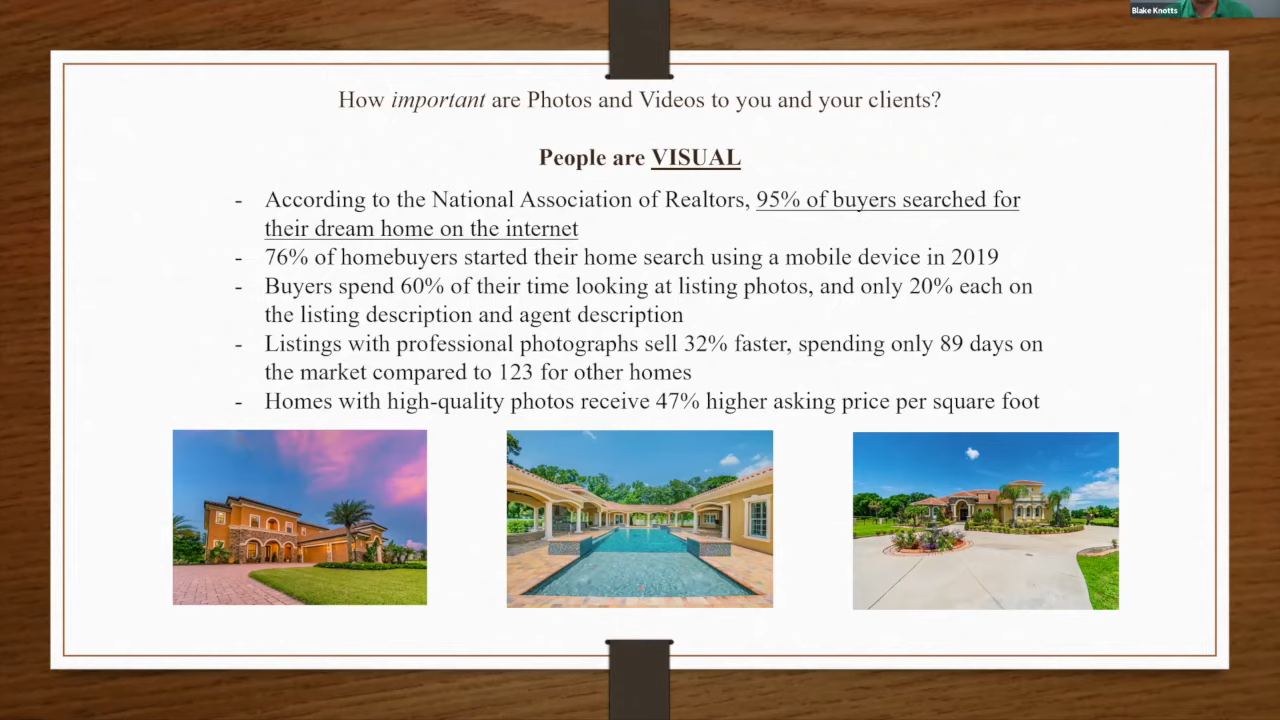 Blake Knotts
How important are Photos and Videos to you and your clients?
People are VISUAL
- According to the National Association of Realtors, 95% of buyers searched for
their dream home on the internet
- 76% of homebuyers started their home search using a mobile device in 2019
- Buyers spend 60% of their time looking at listing photos, and only 20% each on
the listing description and agent description
- Listings with professional photographs sell 32% faster, spending only 89 days on
the market compared to 123 for other homes
- Homes with high-quality photos receive 47% higher asking price per square foot